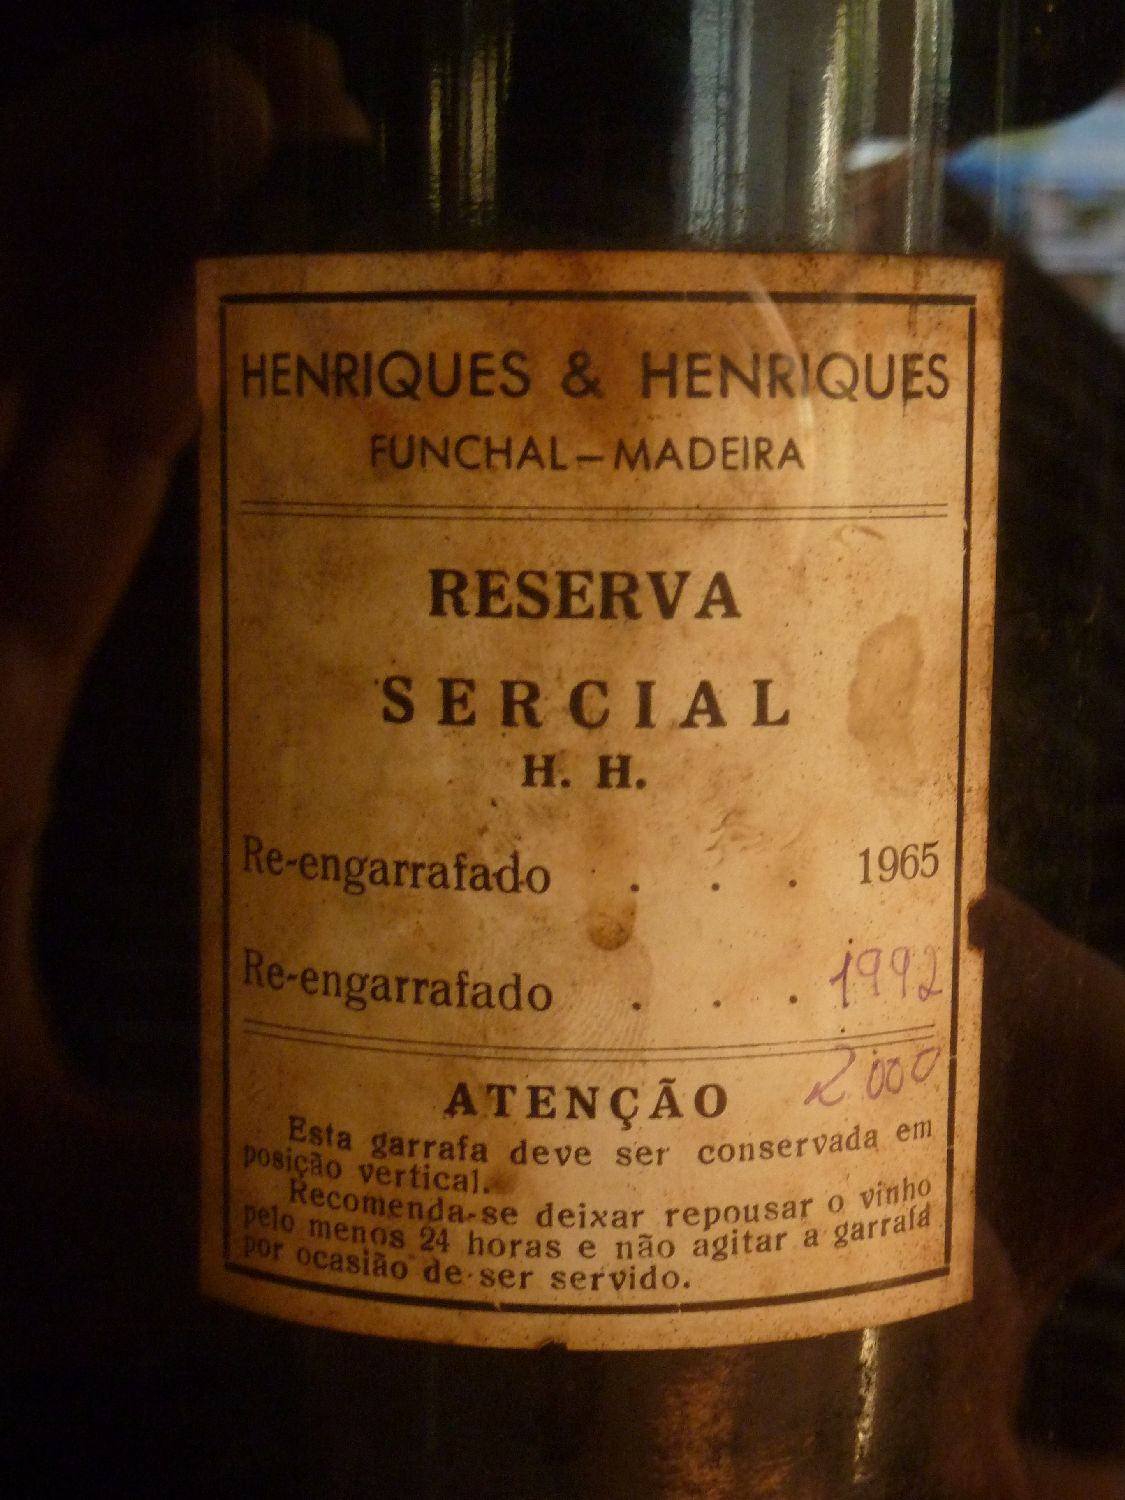 HENRIQUES & HENRIQUES
FUNCHAL-MADEIRA
RESERVA
SERCIAL
H. H.
Re-engarrafado . . . 1965
Re-engarrafado . . . 1992
2000
ATENÇÃO
Esta garrafa deve ser conservada em
posição vertical.
Recomenda-se deixar repousar o vinho
pelo menos 24 horas e não agitar a garrafa
por ocasião de ser servido.